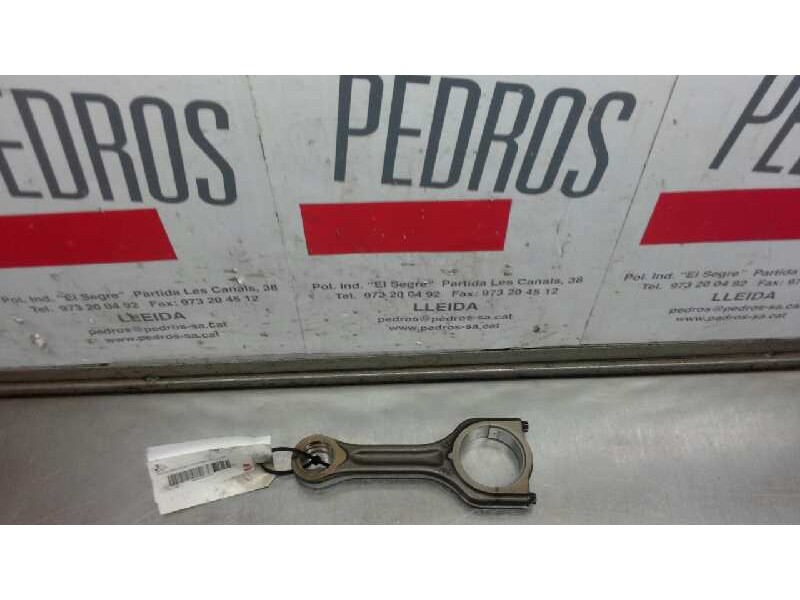 PEDROS
Pol. Ind. "El Segre" Partida Les Canals, 38
Tel. 973 20 04 92 Fax: 973 20 45 12
LLEIDA
pedros@pedros-sa.cat
www.pedros-sa.cat
PEDROS
Pol. Ind. "El Segre" Partida Les Canals, 38
Tel. 973 20 04 92 Fax: 973 20 45 12
LLEIDA
pedros@pedros-sa.cat
www.pedros-sa.cat
PEDRO
Pol. Ind. "El Segre" Partida
Tel. 973 20 04 92 Fax:
LLEIDA
pedros@pedros-sa.cat
www.pedros-sa.cat